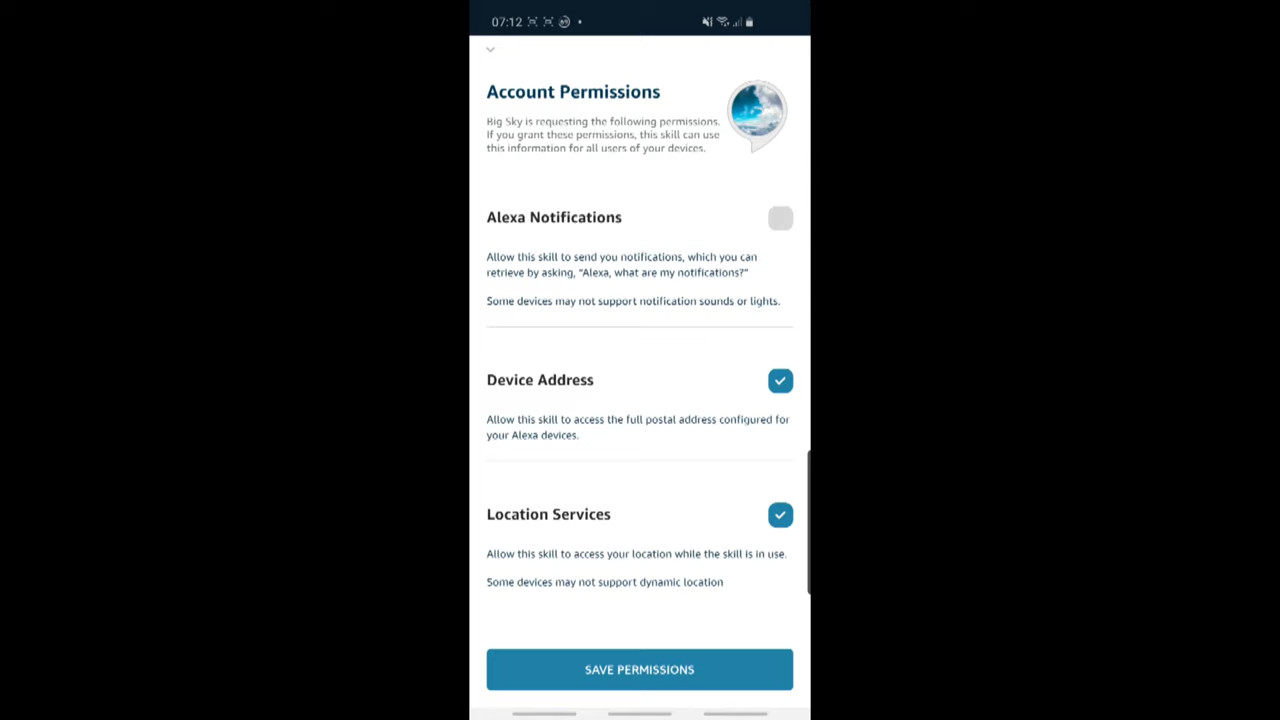 07:12
Account Permissions
Big Sky is requesting the following permissions.
If you grant these permissions, this skill can use
this information for all users of your devices.
Alexa Notifications
Allow this skill to send you notifications, which you can
retrieve by asking, “Alexa, what are my notifications?”
Some devices may not support notification sounds or lights.
Device Address
Allow this skill to access the full postal address configured for
your Alexa devices.
Location Services
Allow this skill to access your location while the skill is in use.
Some devices may not support dynamic location
SAVE PERMISSIONS